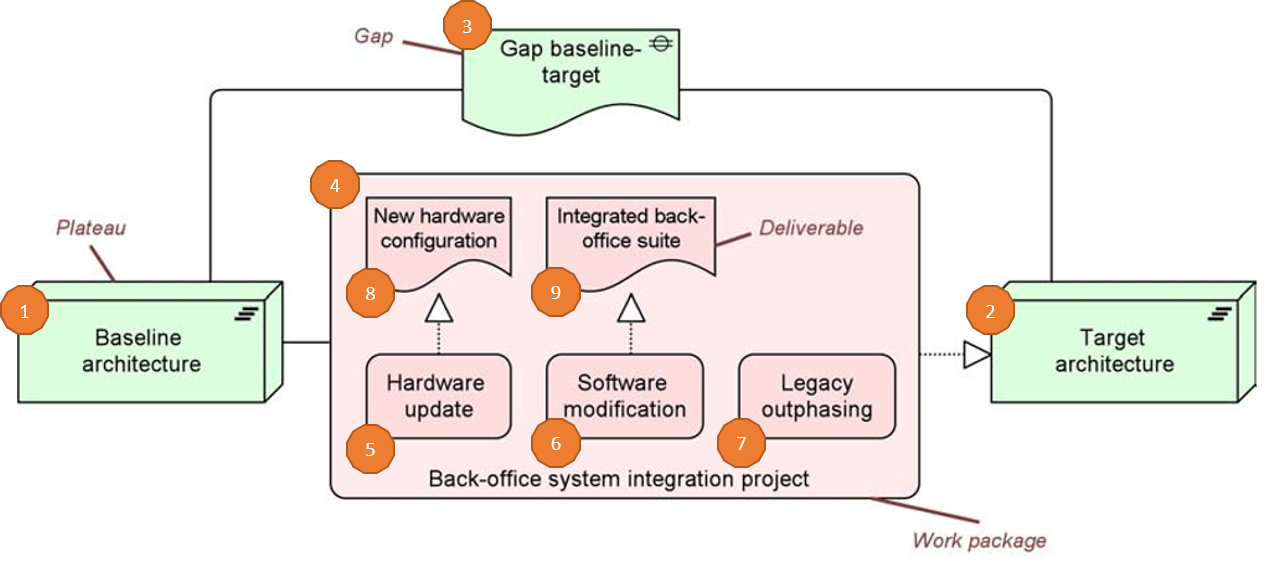 3
Gap
Gap baseline-
target
4
New hardware
configuration
Integrated back-
office suite
Deliverable
Plateau
8
9
1
Baseline
architecture
2
Target
architecture
Hardware
update
Software
modification
Legacy
outphasing
5
6
7
Back-office system integration project
Work package